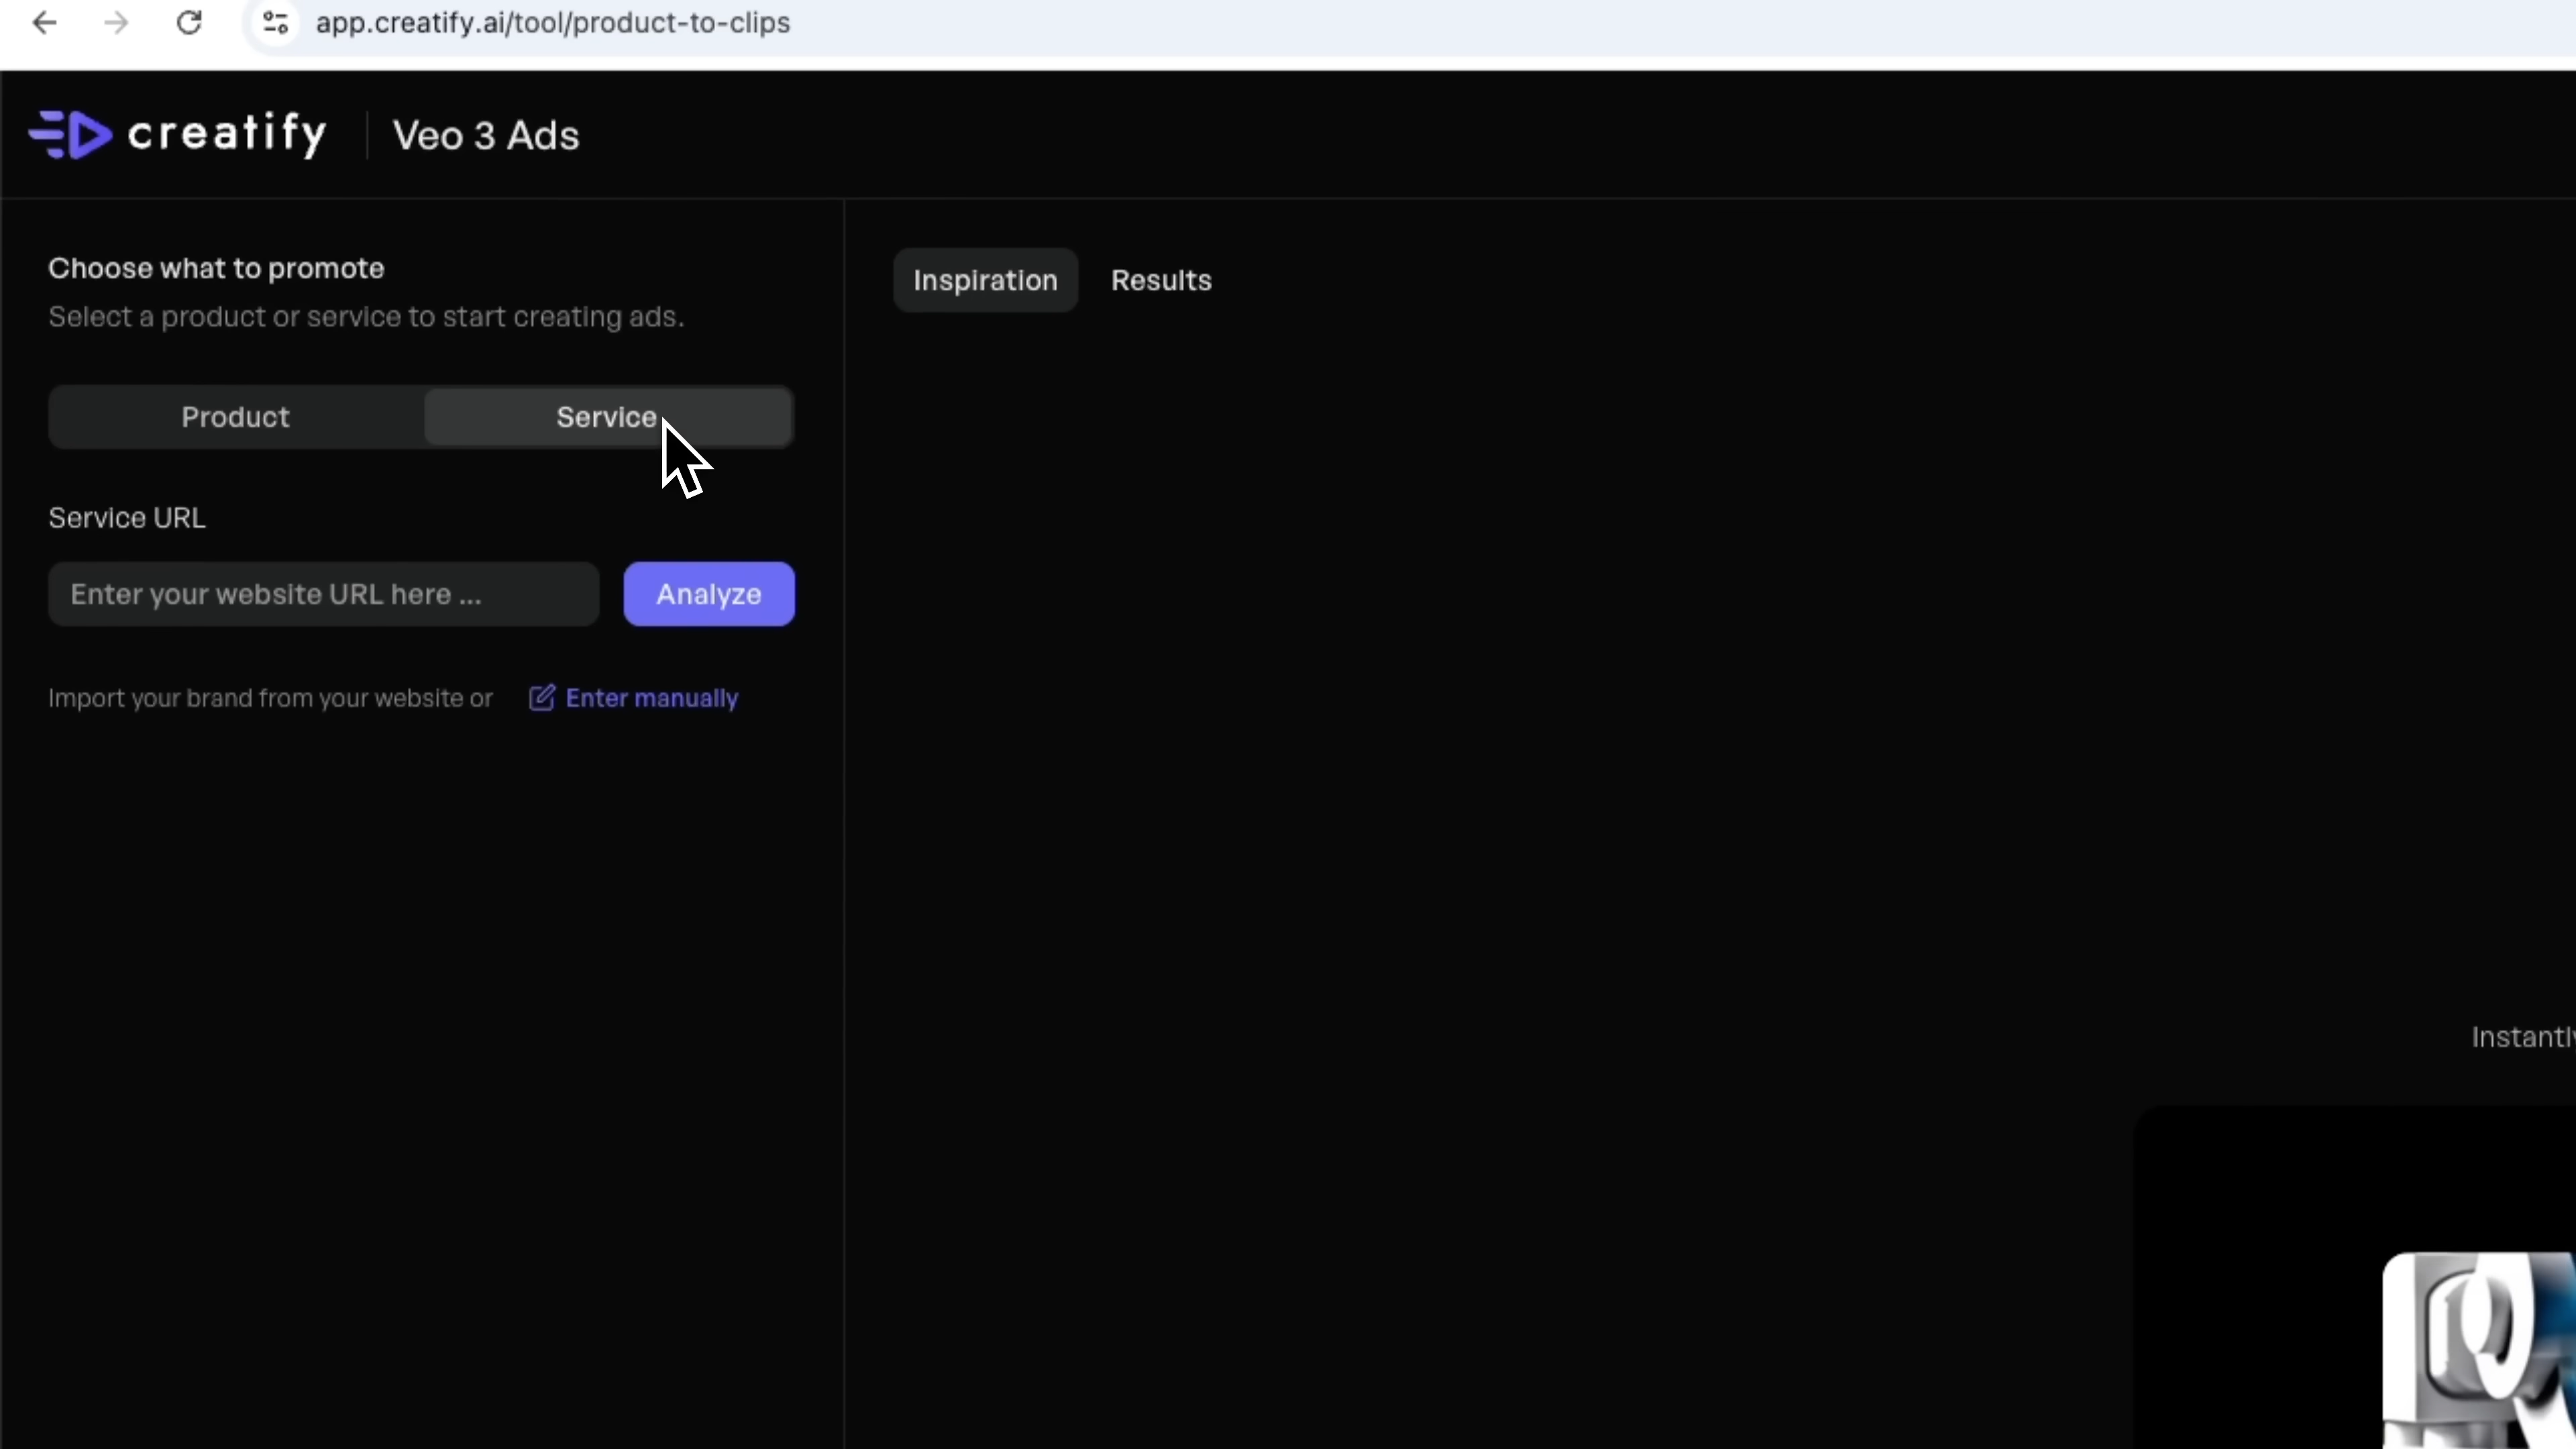 app.creatify.ai/tool/product-to-clips
creatify
Veo 3 Ads
Choose what to promote
Select a product or service to start creating ads.
Product
Service
Service URL
Enter your website URL here ...
Analyze
Import your brand from your website or
Enter manually
Inspiration
Results